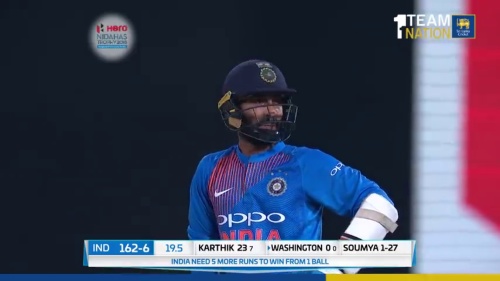 HERO
NIDAHAS
TROPHY 2018
1TEAM
1NATION
oppo
INDIA
IND 162-6 19.5 KARTHIK 23 7 WASHINGTON 0 0 SOUMYA 1-27
INDIA NEED 5 MORE RUNS TO WIN FROM 1 BALL